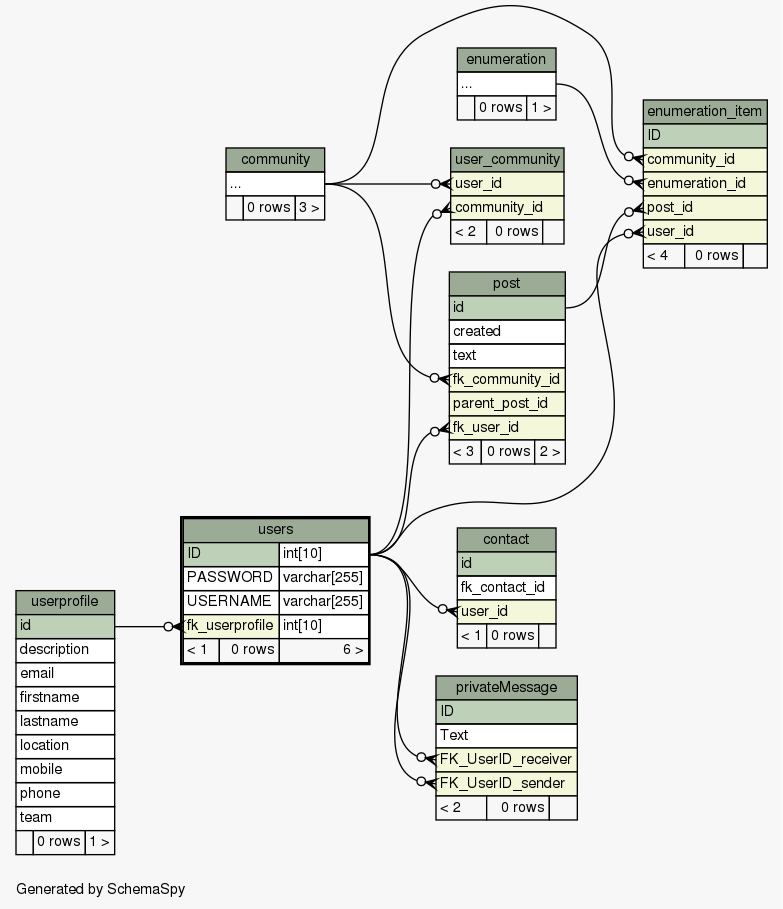 enumeration
...
0 rows 1 >
enumeration_item
ID
community_id
enumeration_id
post_id
user_id
< 4 0 rows
community
...
0 rows 3 >
user_community
user_id
community_id
< 2 0 rows
post
id
created
text
fk_community_id
parent_post_id
fk_user_id
< 3 0 rows 2 >
users
ID int[10]
PASSWORD varchar[255]
USERNAME varchar[255]
fk_userprofile int[10]
< 1 0 rows 6 >
contact
id
fk_contact_id
user_id
< 1 0 rows
userprofile
id
description
email
firstname
lastname
location
mobile
phone
team
0 rows 1 >
privateMessage
ID
Text
FK_UserID_receiver
FK_UserID_sender
< 2 0 rows
Generated by SchemaSpy